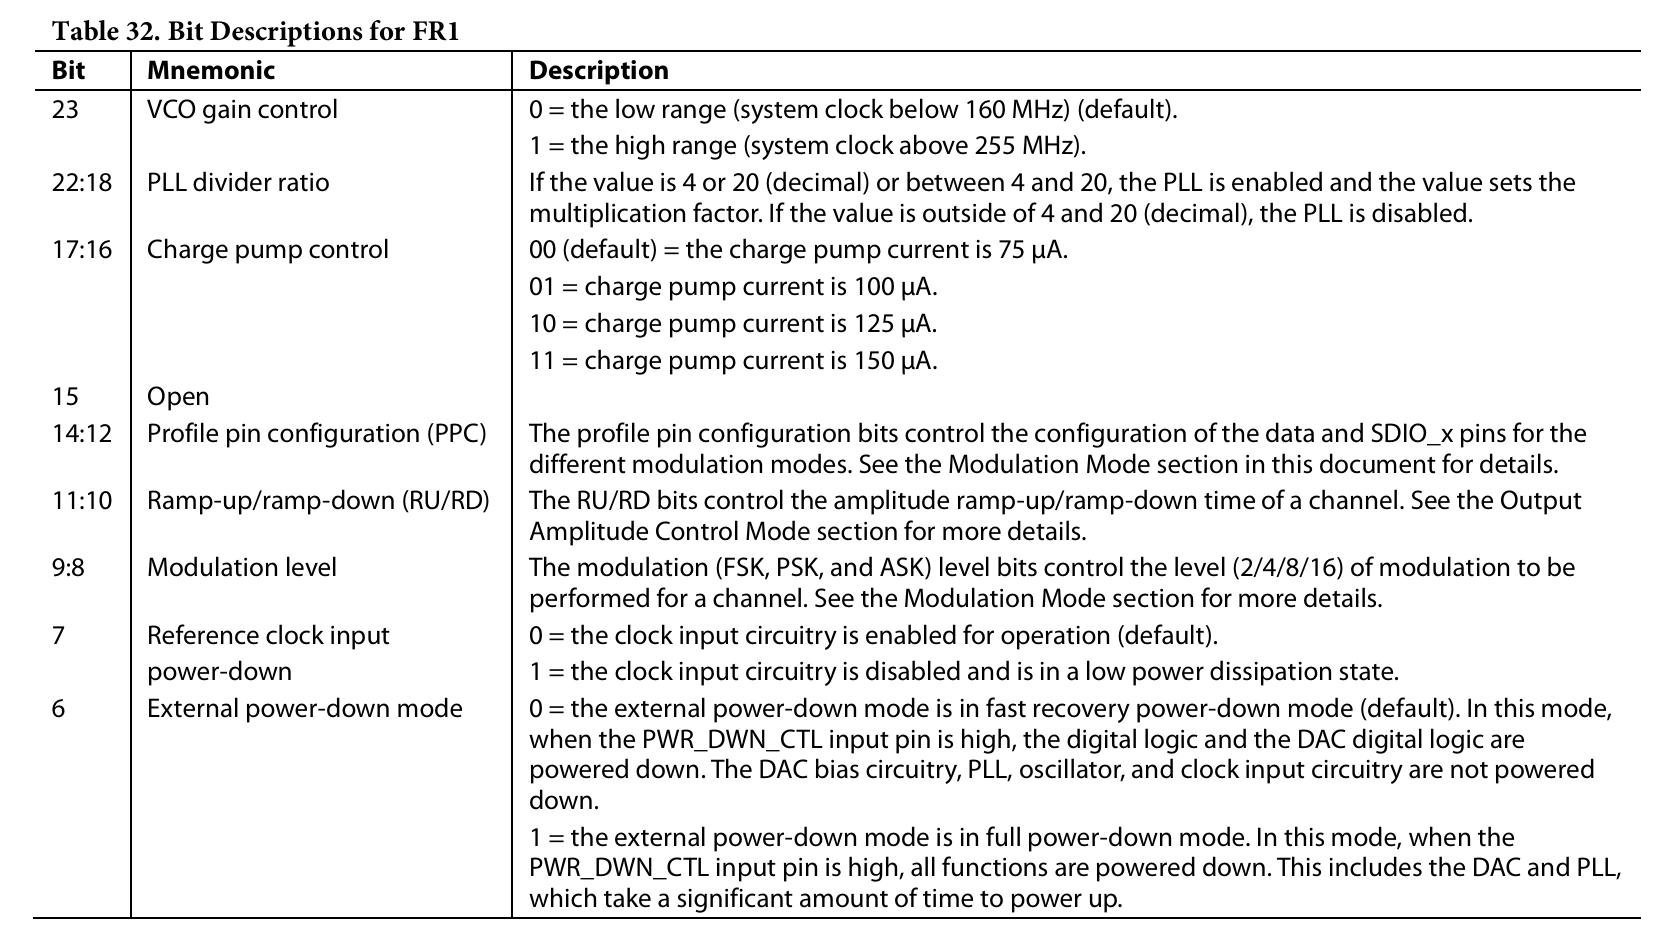 Table 32. Bit Descriptions for FR1
Bit Mnemonic Description
23 VCO gain control 0 = the low range (system clock below 160 MHz) (default).
1 = the high range (system clock above 255 MHz).
22:18 PLL divider ratio If the value is 4 or 20 (decimal) or between 4 and 20, the PLL is enabled and the value sets the
multiplication factor. If the value is outside of 4 and 20 (decimal), the PLL is disabled.
17:16 Charge pump control 00 (default) = the charge pump current is 75 μA.
01 = charge pump current is 100 μA.
10 = charge pump current is 125 μA.
11 = charge pump current is 150 μA.
15 Open
14:12 Profile pin configuration (PPC) The profile pin configuration bits control the configuration of the data and SDIO_x pins for the
different modulation modes. See the Modulation Mode section in this document for details.
11:10 Ramp-up/ramp-down (RU/RD) The RU/RD bits control the amplitude ramp-up/ramp-down time of a channel. See the Output
Amplitude Control Mode section for more details.
9:8 Modulation level The modulation (FSK, PSK, and ASK) level bits control the level (2/4/8/16) of modulation to be
performed for a channel. See the Modulation Mode section for more details.
7 Reference clock input 0 = the clock input circuitry is enabled for operation (default).
power-down 1 = the clock input circuitry is disabled and is in a low power dissipation state.
6 External power-down mode 0 = the external power-down mode is in fast recovery power-down mode (default). In this mode,
when the PWR_DWN_CTL input pin is high, the digital logic and the DAC digital logic are
powered down. The DAC bias circuitry, PLL, oscillator, and clock input circuitry are not powered
down.
1 = the external power-down mode is in full power-down mode. In this mode, when the
PWR_DWN_CTL input pin is high, all functions are powered down. This includes the DAC and PLL,
which take a significant amount of time to power up.